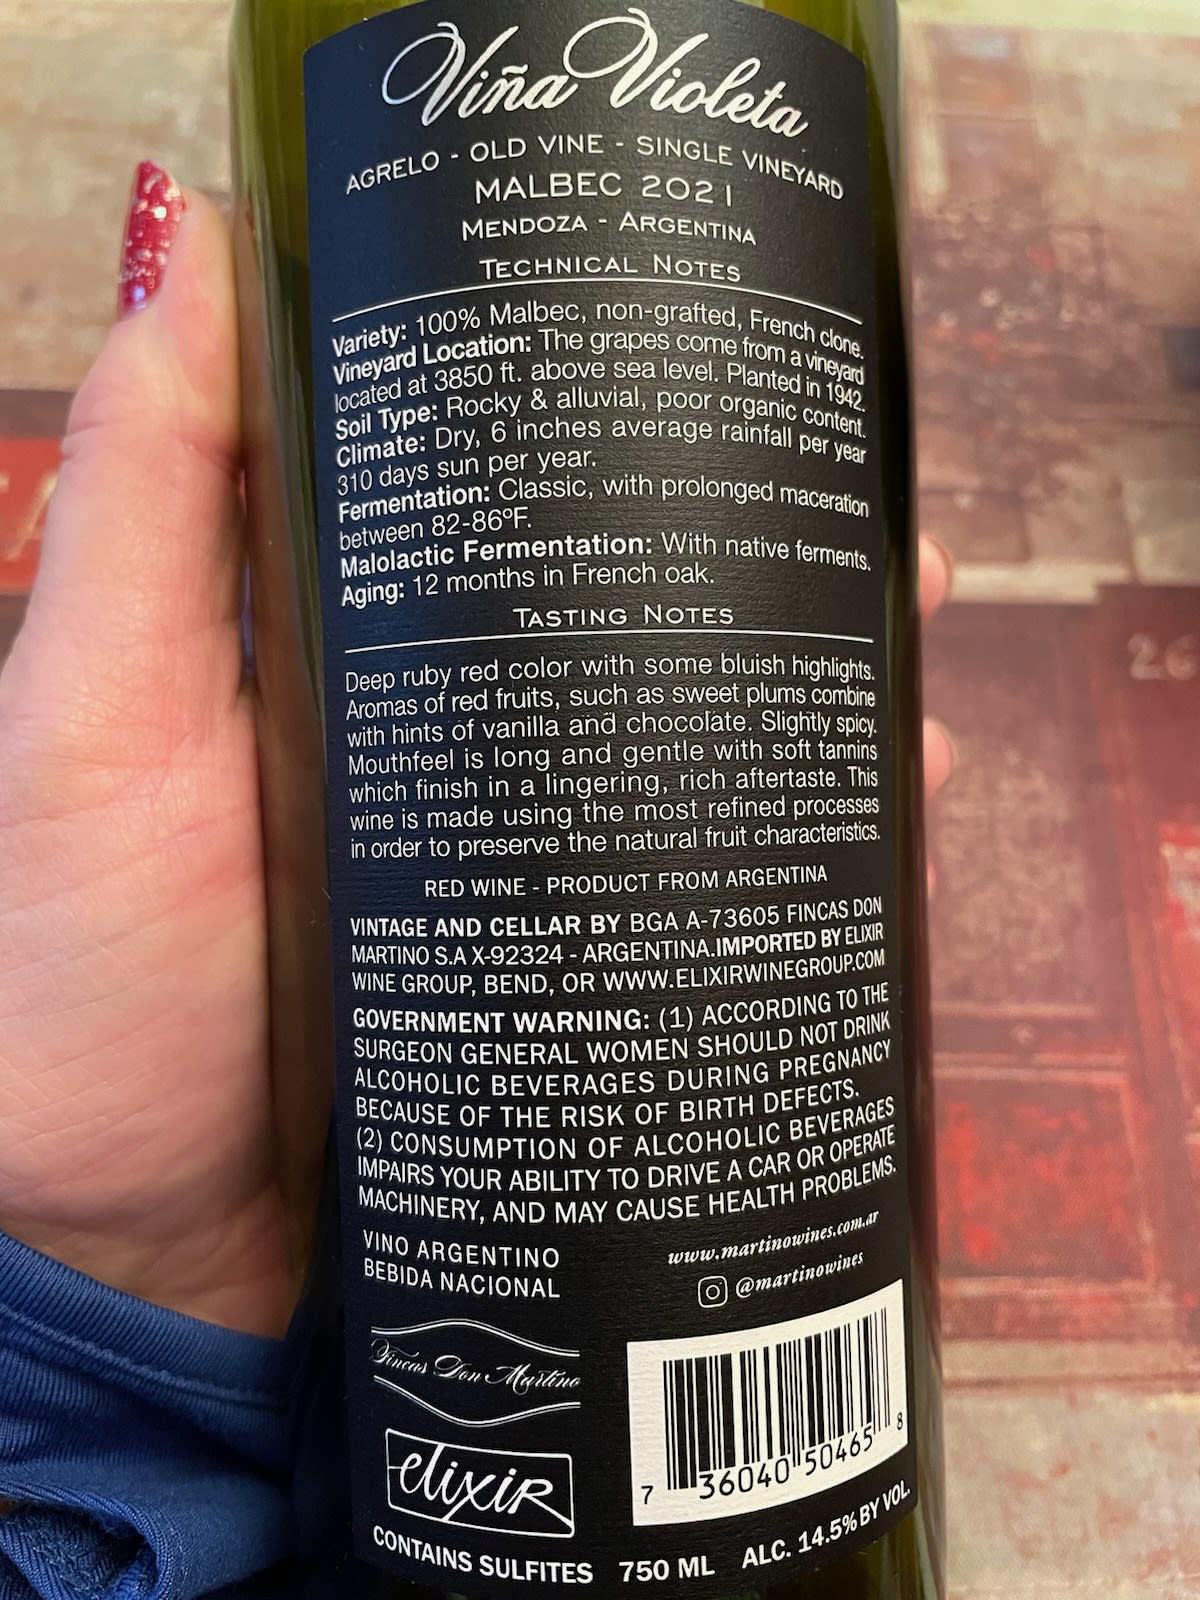 Viña Violeta
AGRELO - OLD VINE - SINGLE VINEYARD
MALBEC 2021
MENDOZA - ARGENTINA
TECHNICAL NOTES
Variety: 100% Malbec, non-grafted, French clone.
Vineyard Location: The grapes come from a vineyard
located at 3850 ft. above sea level. Planted in 1942.
Soil Type: Rocky & alluvial, poor organic content.
Climate: Dry, 6 inches average rainfall per year
310 days sun per year.
Fermentation: Classic, with prolonged maceration
between 82-86ºF.
Malolactic Fermentation: With native ferments.
Aging: 12 months in French oak.
TASTING NOTES
Deep ruby red color with some bluish highlights.
Aromas of red fruits, such as sweet plums combine
with hints of vanilla and chocolate. Slightly spicy.
Mouthfeel is long and gentle with soft tannins
which finish in a lingering, rich aftertaste. This
wine is made using the most refined processes
in order to preserve the natural fruit characteristics.
RED WINE - PRODUCT FROM ARGENTINA
VINTAGE AND CELLAR BY BGA A-73605 FINCAS DON
MARTINO S.A X-92324 - ARGENTINA.IMPORTED BY ELIXIR
WINE GROUP, BEND, OR WWW.ELIXIRWINEGROUP.COM
GOVERNMENT WARNING: (1) ACCORDING TO THE
SURGEON GENERAL WOMEN SHOULD NOT DRINK
ALCOHOLIC BEVERAGES DURING PREGNANCY
BECAUSE OF THE RISK OF BIRTH DEFECTS.
(2) CONSUMPTION OF ALCOHOLIC BEVERAGES
IMPAIRS YOUR ABILITY TO DRIVE A CAR OR OPERATE
MACHINERY, AND MAY CAUSE HEALTH PROBLEMS.
VINO ARGENTINO
BEBIDA NACIONAL
www.martinowines.com.ar
@martinowines
Fincas Don Martino
elixir
7 36040 50465 8
CONTAINS SULFITES 750 ML ALC. 14.5% BY VOL.